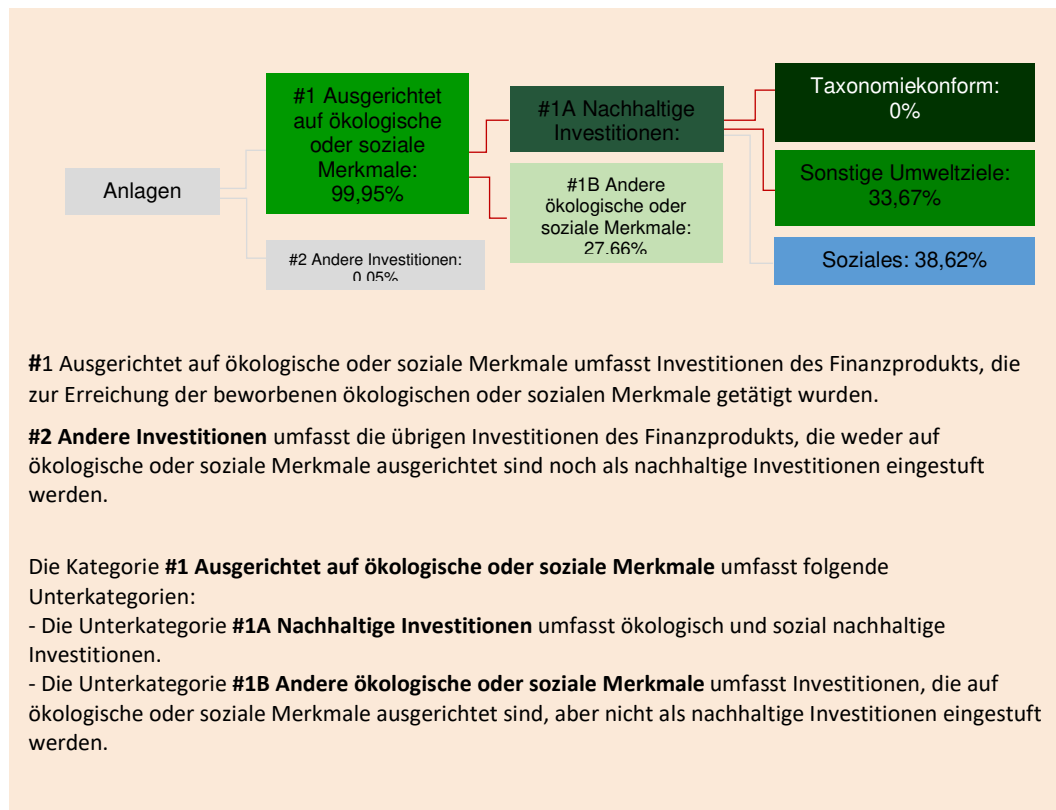 Anlagen
#1 Ausgerichtet
auf ökologische
oder soziale
Merkmale:
99,95%
#2 Andere Investitionen:
0,05%
#1A Nachhaltige
Investitionen:
#1B Andere
ökologische oder
soziale Merkmale:
27,66%
Taxonomiekonform:
0%
Sonstige Umweltziele:
33,67%
Soziales: 38,62%
#1 Ausgerichtet auf ökologische oder soziale Merkmale umfasst Investitionen des Finanzprodukts, die
zur Erreichung der beworbenen ökologischen oder sozialen Merkmale getätigt wurden.
#2 Andere Investitionen umfasst die übrigen Investitionen des Finanzprodukts, die weder auf
ökologische oder soziale Merkmale ausgerichtet sind noch als nachhaltige Investitionen eingestuft
werden.
Die Kategorie #1 Ausgerichtet auf ökologische oder soziale Merkmale umfasst folgende
Unterkategorien:
- Die Unterkategorie #1A Nachhaltige Investitionen umfasst ökologisch und sozial nachhaltige
Investitionen.
- Die Unterkategorie #1B Andere ökologische oder soziale Merkmale umfasst Investitionen, die auf
ökologische oder soziale Merkmale ausgerichtet sind, aber nicht als nachhaltige Investitionen eingestuft
werden.